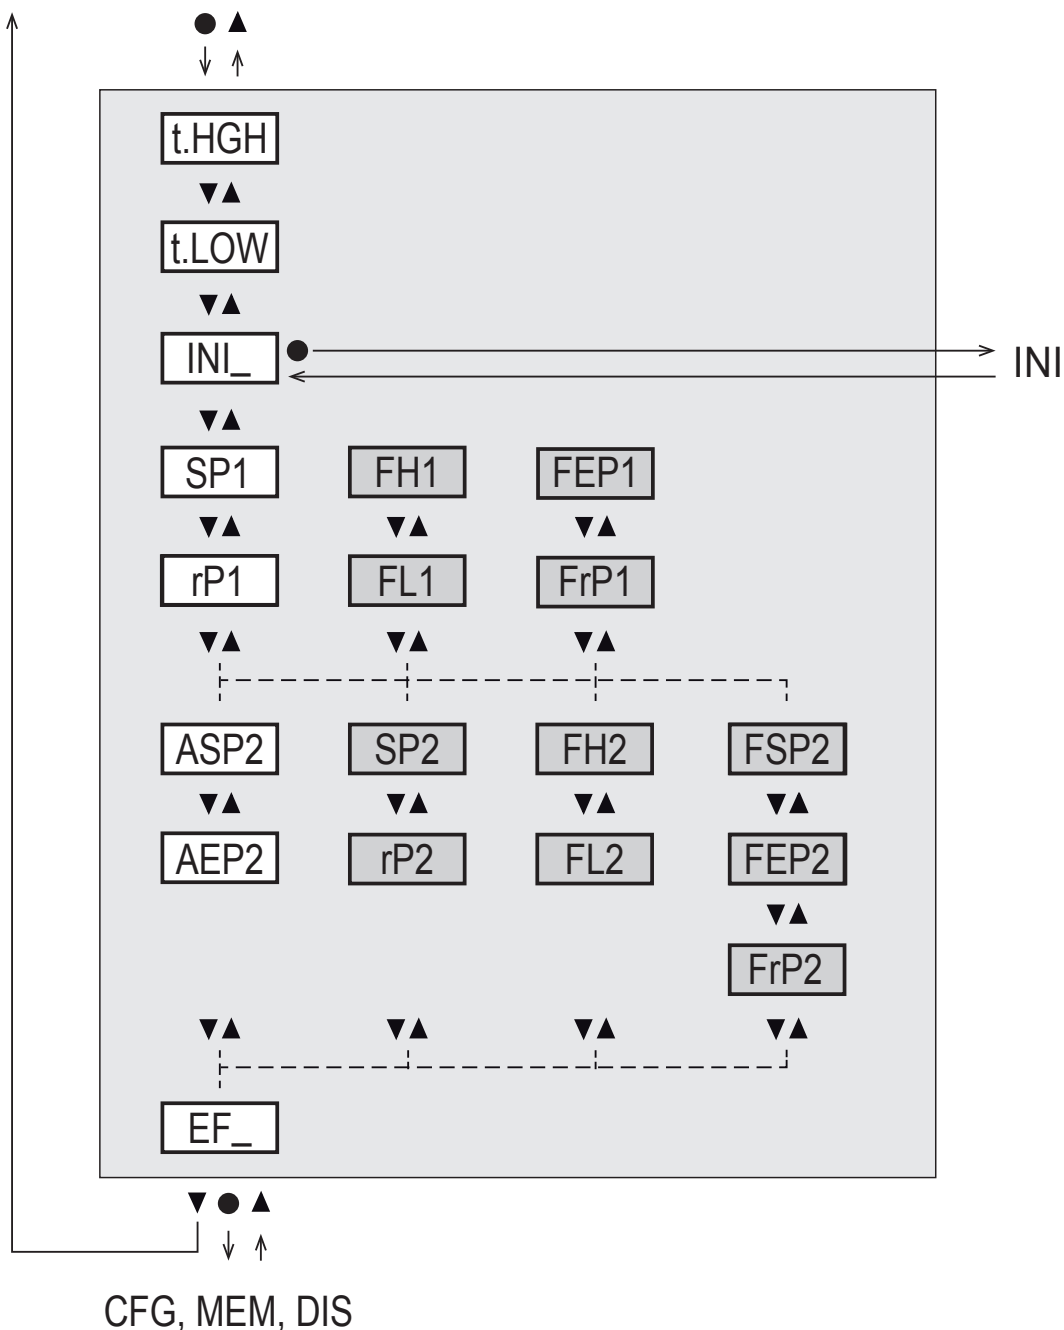 t.HGH
t.LOW
INI_
INI
SP1 FH1 FEP1
rP1 FL1 FrP1
ASP2 SP2 FH2 FSP2
AEP2 rP2 FL2 FEP2
FrP2
EF_
CFG, MEM, DIS